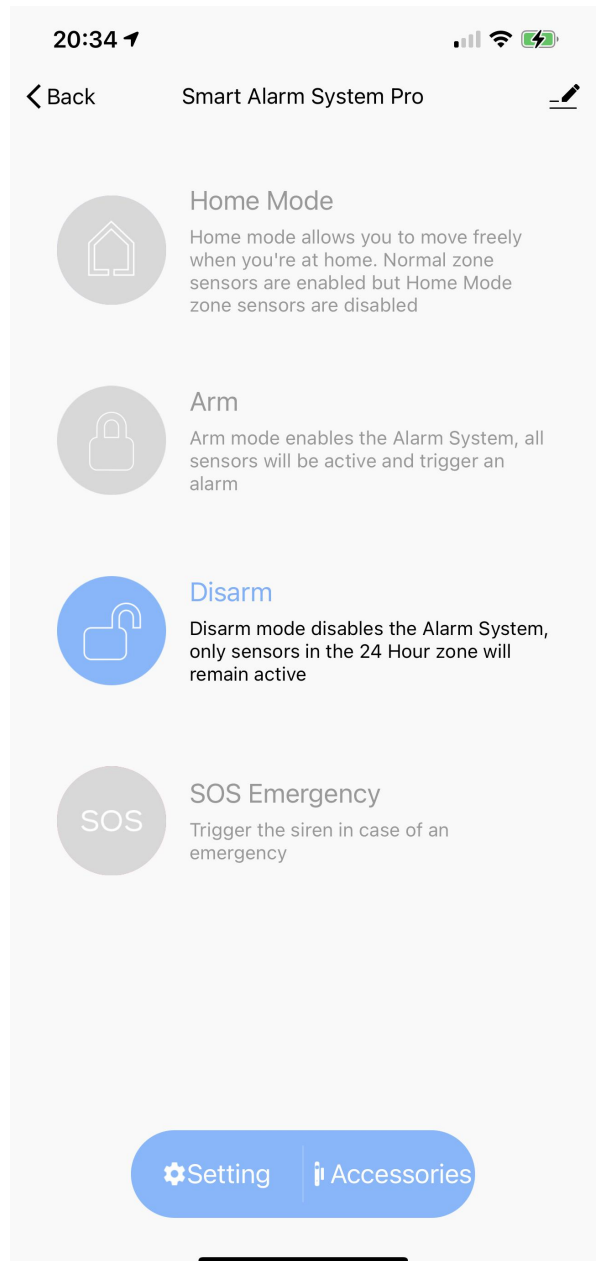 20:34
Back Smart Alarm System Pro
Home Mode
Home mode allows you to move freely
when you're at home. Normal zone
sensors are enabled but Home Mode
zone sensors are disabled
Arm
Arm mode enables the Alarm System, all
sensors will be active and trigger an
alarm
Disarm
Disarm mode disables the Alarm System,
only sensors in the 24 Hour zone will
remain active
SOS
SOS Emergency
Trigger the siren in case of an
emergency
Setting Accessories